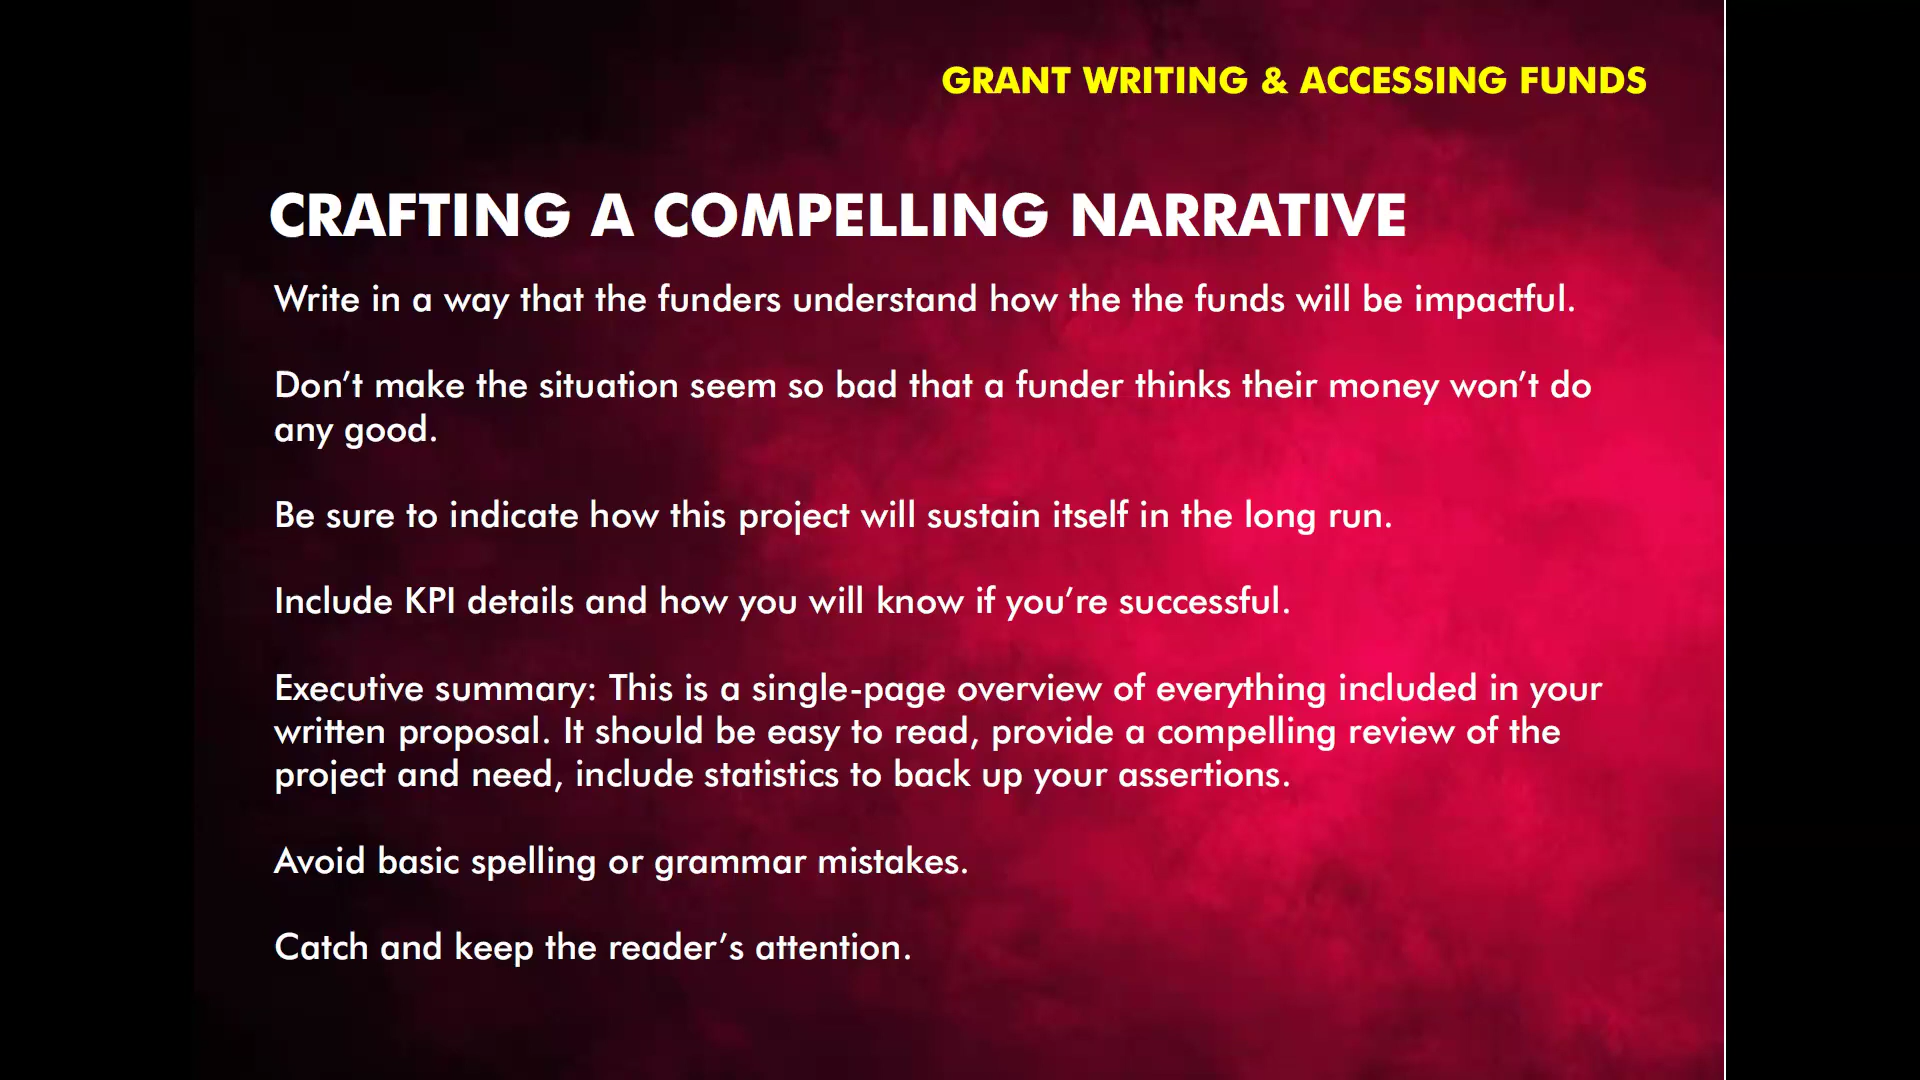 GRANT WRITING & ACCESSING FUNDS
CRAFTING A COMPELLING NARRATIVE
Write in a way that the funders understand how the the funds will be impactful.
Don’t make the situation seem so bad that a funder thinks their money won’t do
any good.
Be sure to indicate how this project will sustain itself in the long run.
Include KPI details and how you will know if you’re successful.
Executive summary: This is a single-page overview of everything included in your
written proposal. It should be easy to read, provide a compelling review of the
project and need, include statistics to back up your assertions.
Avoid basic spelling or grammar mistakes.
Catch and keep the reader’s attention.